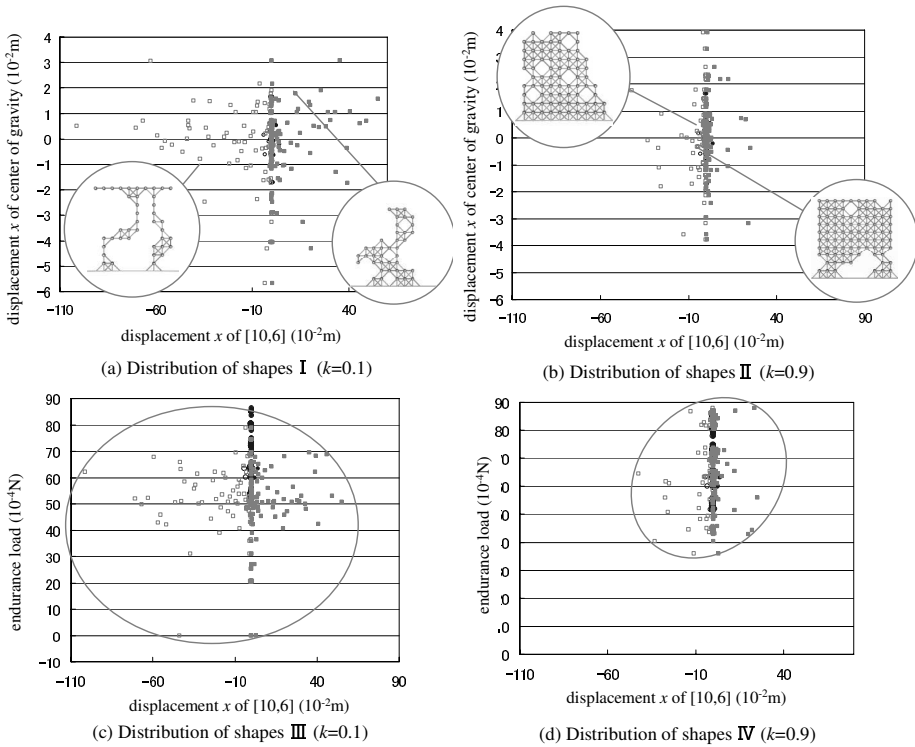 displacement x of center of gravity (10⁻²m)
4
3
2
1
0
−1
−2
−3
−4
−5
−6
−110 −60 −10 40
displacement x of [10,6] (10⁻²m)
(a) Distribution of shapes Ⅰ (k=0.1)
displacement x of center of gravity (10⁻²m)
4
3
2
1
0
−1
−2
−3
−4
−5
−6
−110 −60 −10 40 90
displacement x of [10,6] (10⁻²m)
(b) Distribution of shapes Ⅱ (k=0.9)
endurance load (10⁻⁴N)
90
80
70
60
50
40
30
20
10
0
−10
−110 −60 −10 40 90
displacement x of [10,6] (10⁻²m)
(c) Distribution of shapes Ⅲ (k=0.1)
endurance load (10⁻⁴N)
90
80
0
−110 −60 −10 40
displacement x of [10,6] (10⁻²m)
(d) Distribution of shapes Ⅳ (k=0.9)